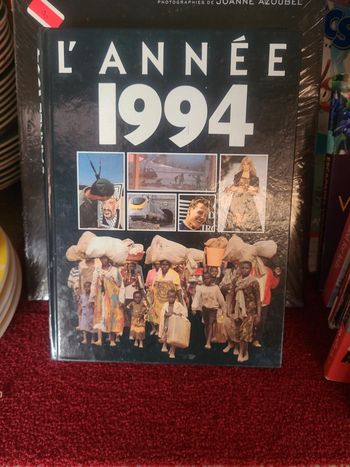 PHOTOGRAPHIES DE JOANNE AZOUBEL
L'ANNÉE
1994